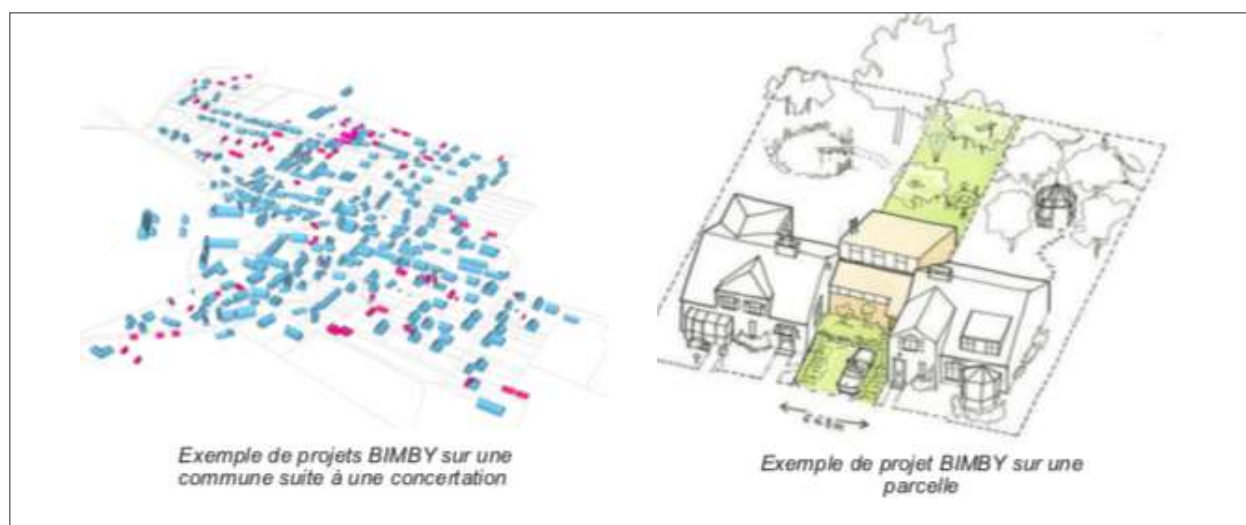 Exemple de projets BIMBY sur une
commune suite à une concertation
Exemple de projet BIMBY sur une
parcelle